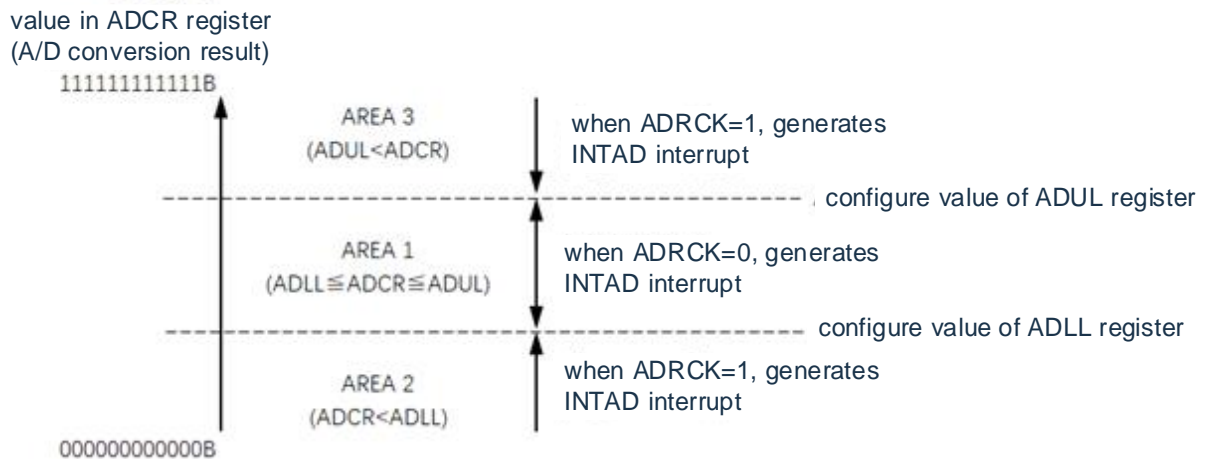 value in ADCR register
(A/D conversion result)
111111111111B
AREA 3
(ADUL<ADCR)
when ADRCK=1, generates
INTAD interrupt
configure value of ADUL register
AREA 1
(ADLL≦ADCR≦ADUL)
when ADRCK=0, generates
INTAD interrupt
configure value of ADLL register
AREA 2
(ADCR<ADLL)
when ADRCK=1, generates
INTAD interrupt
000000000000B